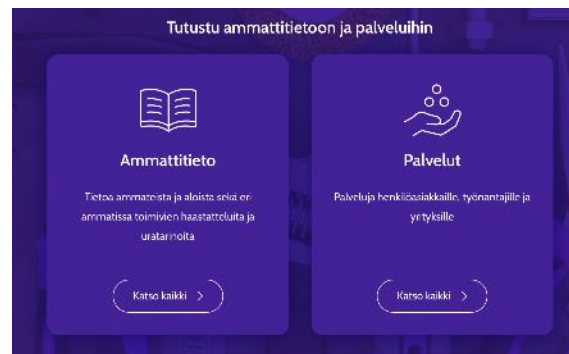 Tutustu ammattitietoon ja palveluihin
Ammattitieto
Tietoa ammateista ja aloista sekä eri
ammatissa toimivien haastatteluita ja
uratarinoita
Katso kaikki
Palvelut
Palveluja henkilöasiakkaille, työnantajille ja
yrityksille
Katso kaikki